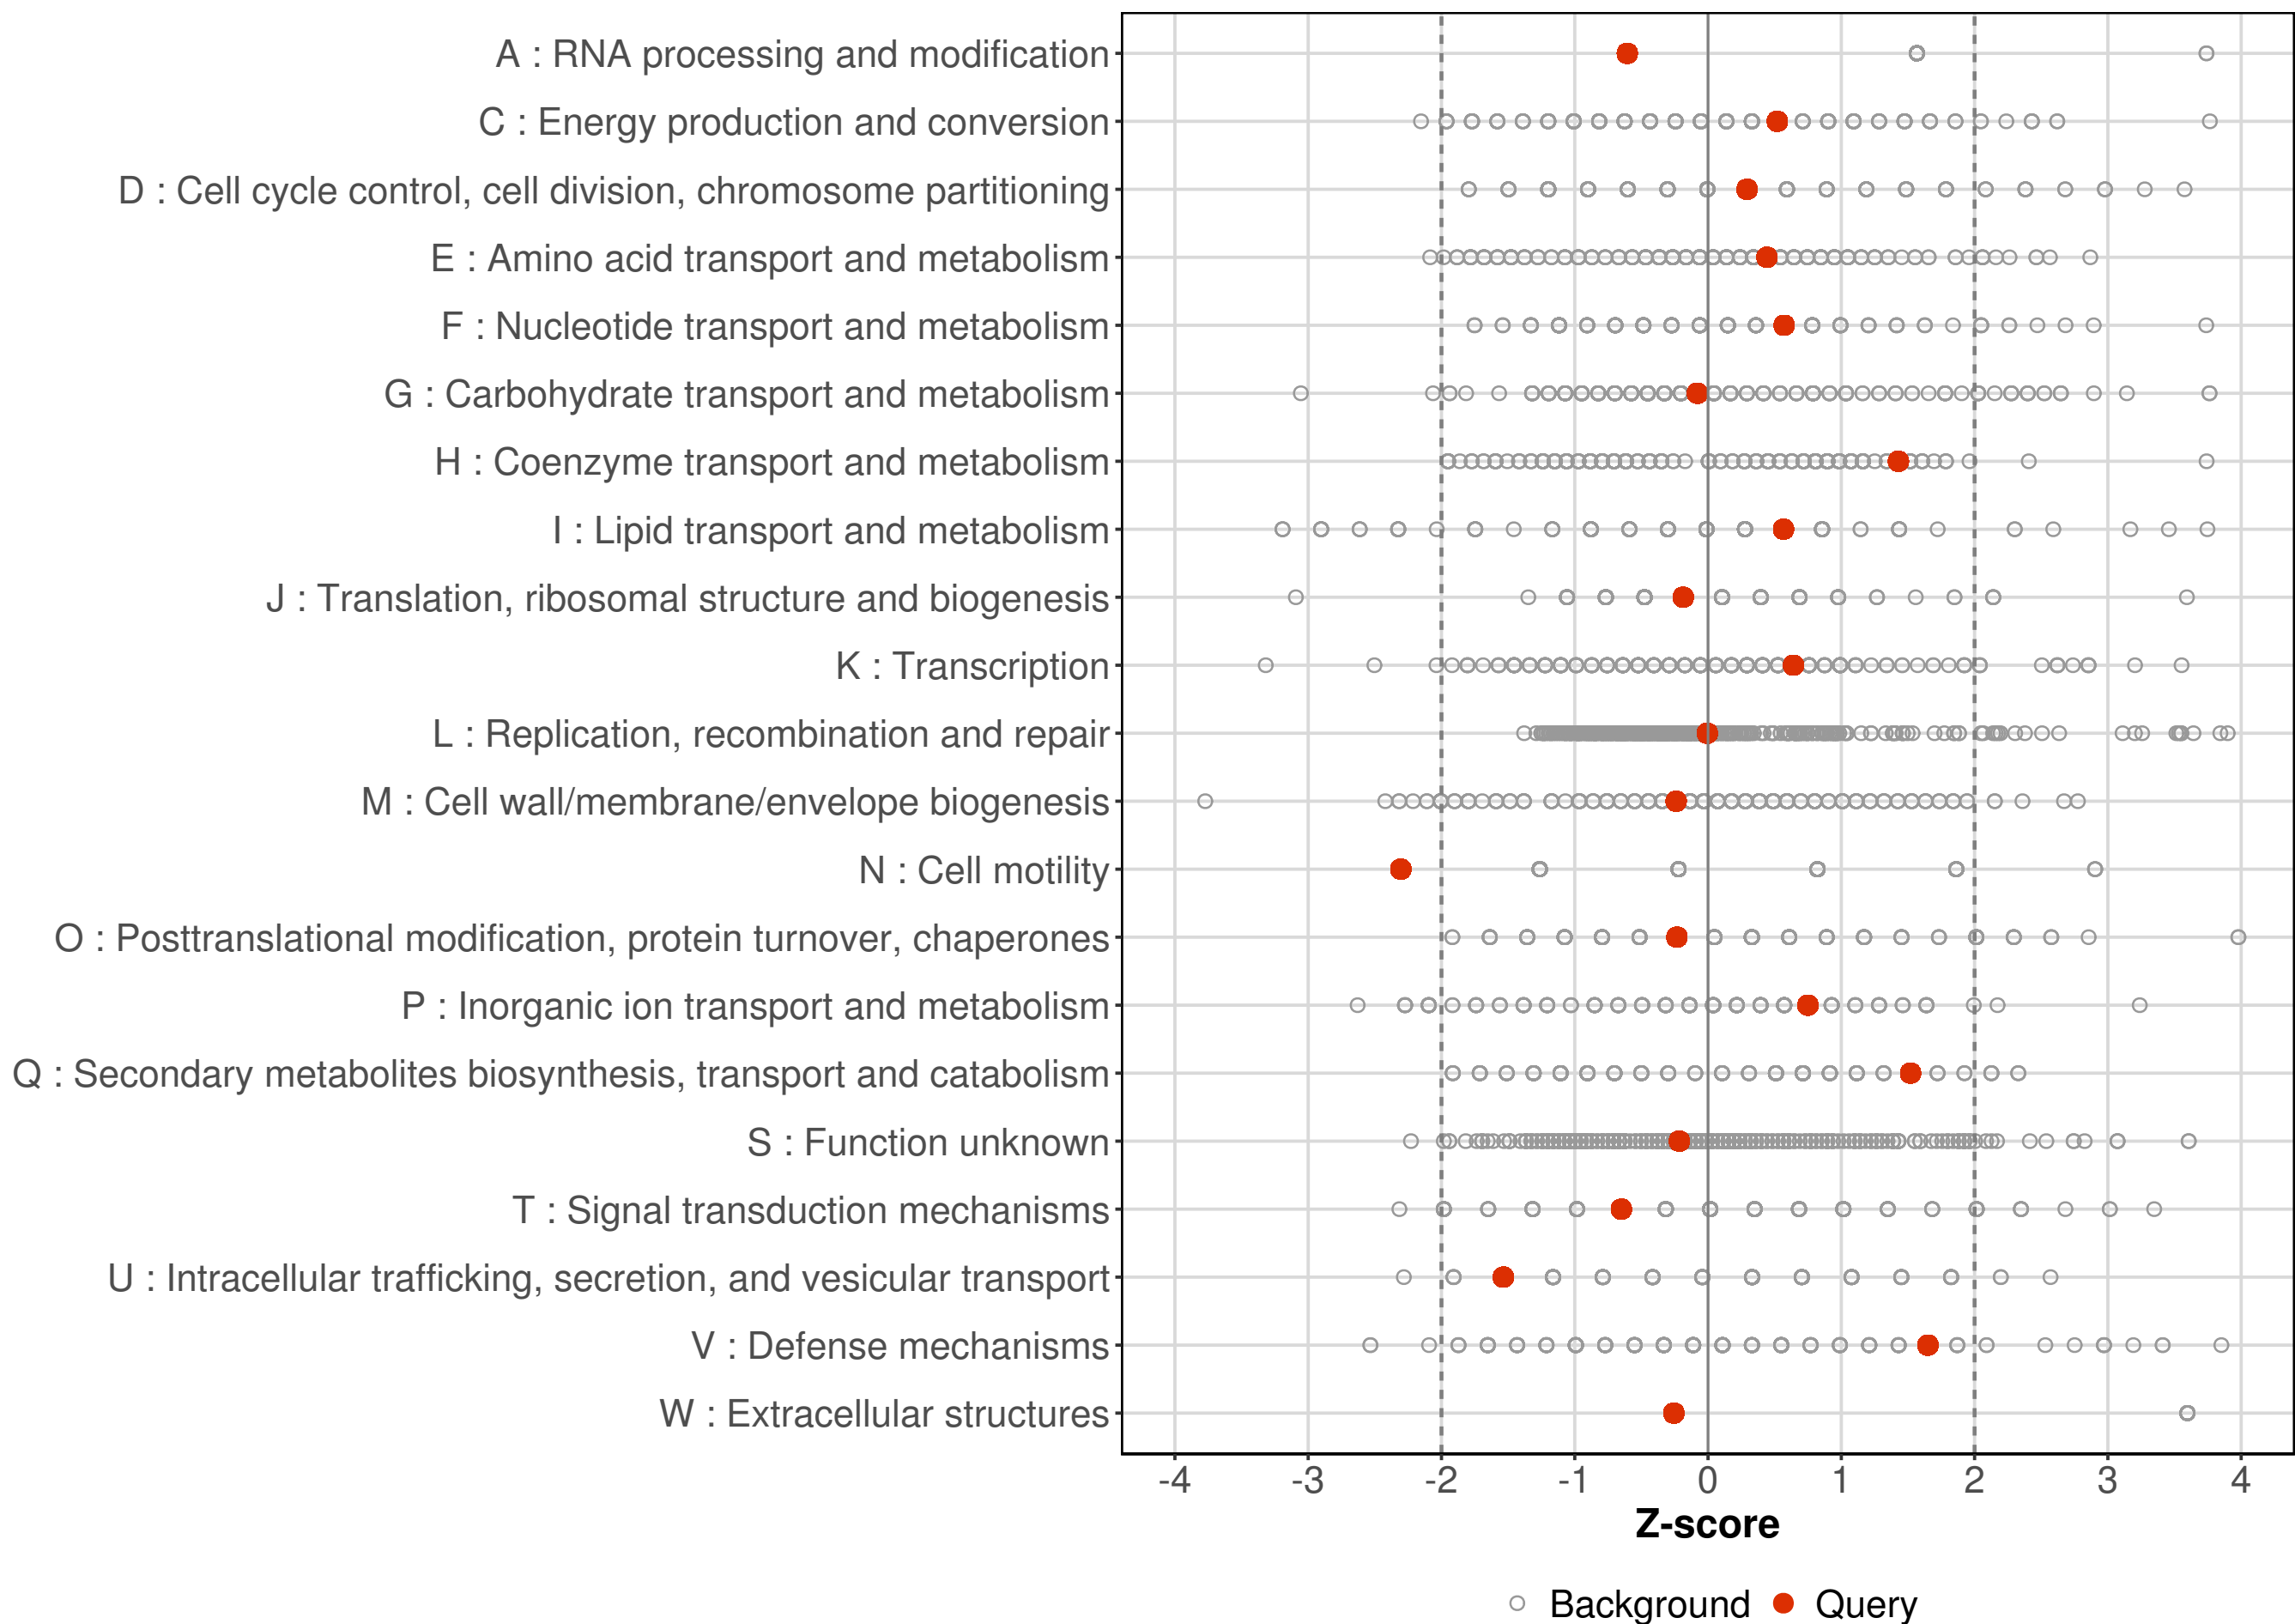 A : RNA processing and modification
C : Energy production and conversion
D : Cell cycle control, cell division, chromosome partitioning
E : Amino acid transport and metabolism
F : Nucleotide transport and metabolism
G : Carbohydrate transport and metabolism
H : Coenzyme transport and metabolism
I : Lipid transport and metabolism
J : Translation, ribosomal structure and biogenesis
K : Transcription
L : Replication, recombination and repair
M : Cell wall/membrane/envelope biogenesis
N : Cell motility
O : Posttranslational modification, protein turnover, chaperones
P : Inorganic ion transport and metabolism
Q : Secondary metabolites biosynthesis, transport and catabolism
S : Function unknown
T : Signal transduction mechanisms
U : Intracellular trafficking, secretion, and vesicular transport
V : Defense mechanisms
W : Extracellular structures
-4 -3 -2 -1 0 1 2 3 4
Z-score
Background Query